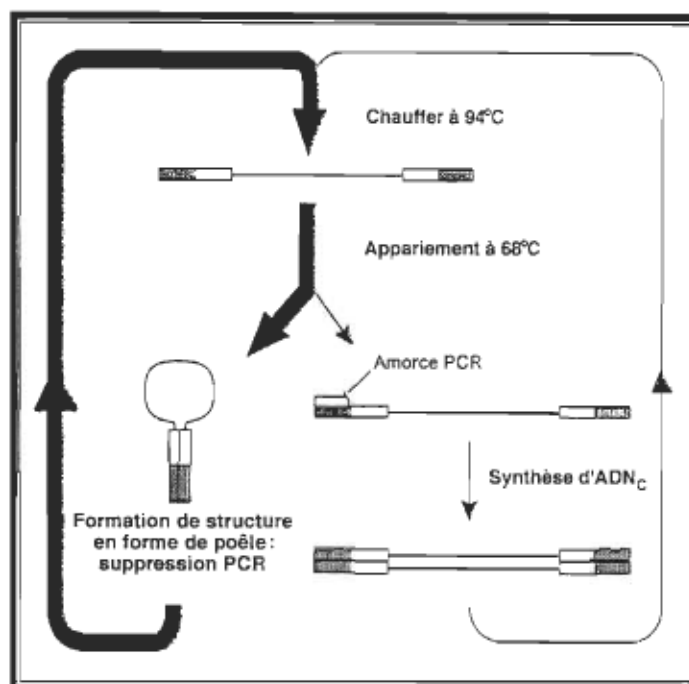 Chauffer à 94°C
Appariement à 68°C
Amorce PCR
Synthèse d'ADNC
Formation de structure
en forme de poêle:
suppression PCR